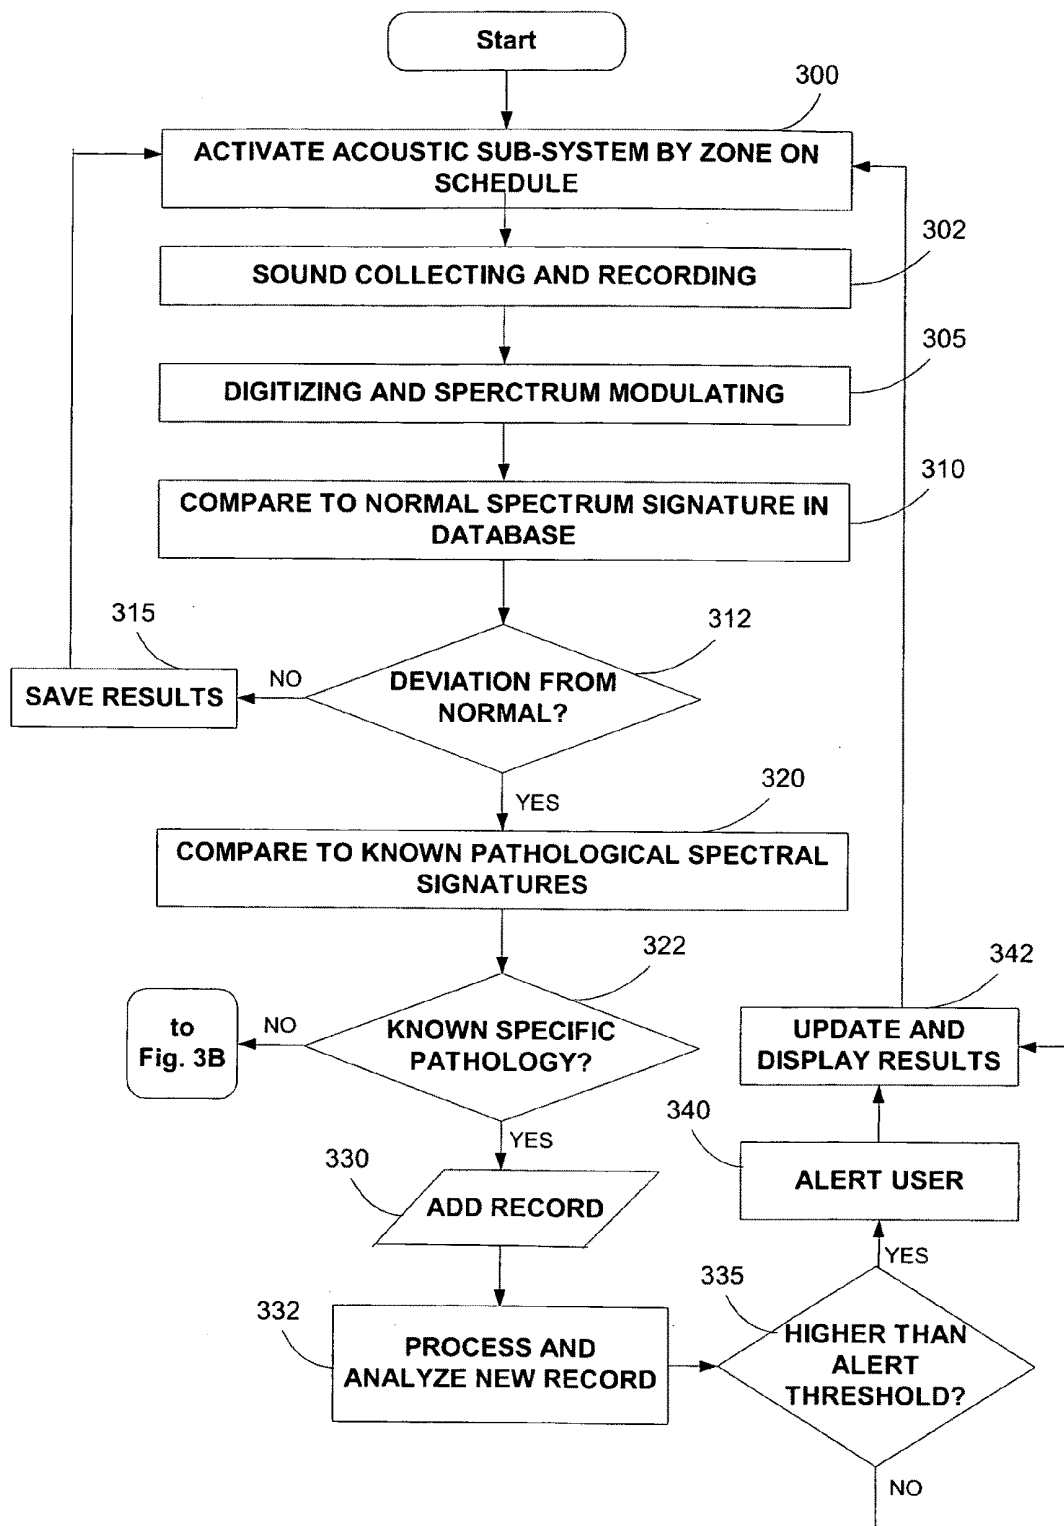 Start
300
ACTIVATE ACOUSTIC SUB-SYSTEM BY ZONE ON
SCHEDULE
302
SOUND COLLECTING AND RECORDING
305
DIGITIZING AND SPERCTRUM MODULATING
310
COMPARE TO NORMAL SPECTRUM SIGNATURE IN
DATABASE
315
312
SAVE RESULTS
NO
DEVIATION FROM
NORMAL?
YES
320
COMPARE TO KNOWN PATHOLOGICAL SPECTRAL
SIGNATURES
322
342
to
Fig. 3B
NO
KNOWN SPECIFIC
PATHOLOGY?
UPDATE AND
DISPLAY RESULTS
YES
340
330
ADD RECORD
ALERT USER
YES
335
332
PROCESS AND
ANALYZE NEW RECORD
HIGHER THAN
ALERT
THRESHOLD?
NO